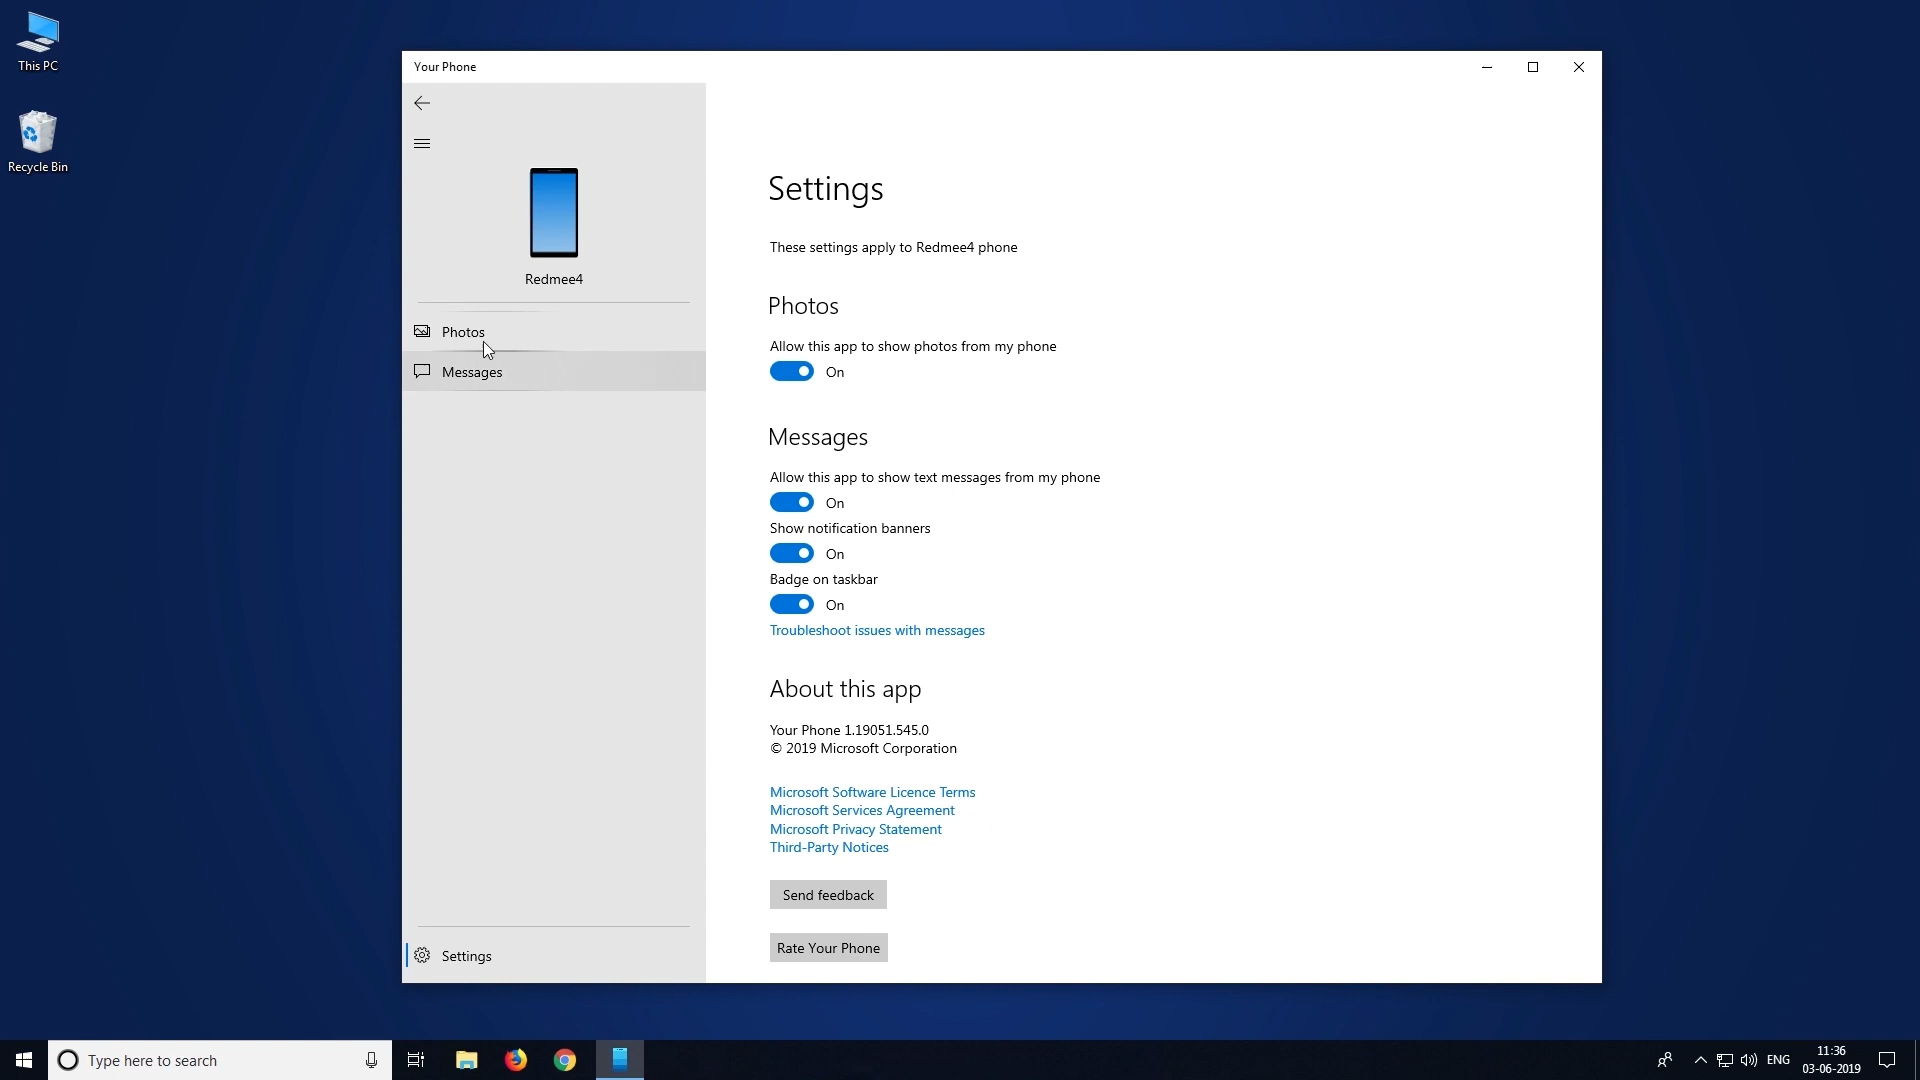 This PC
Recycle Bin
Your Phone
Redmee4
Photos
Messages
Settings
Settings
These settings apply to Redmee4 phone
Photos
Allow this app to show photos from my phone
On
Messages
Allow this app to show text messages from my phone
On
Show notification banners
On
Badge on taskbar
On
Troubleshoot issues with messages
About this app
Your Phone 1.19051.545.0
© 2019 Microsoft Corporation
Microsoft Software Licence Terms
Microsoft Services Agreement
Microsoft Privacy Statement
Third-Party Notices
Send feedback
Rate Your Phone
Type here to search
ENG
11:36
03-06-2019